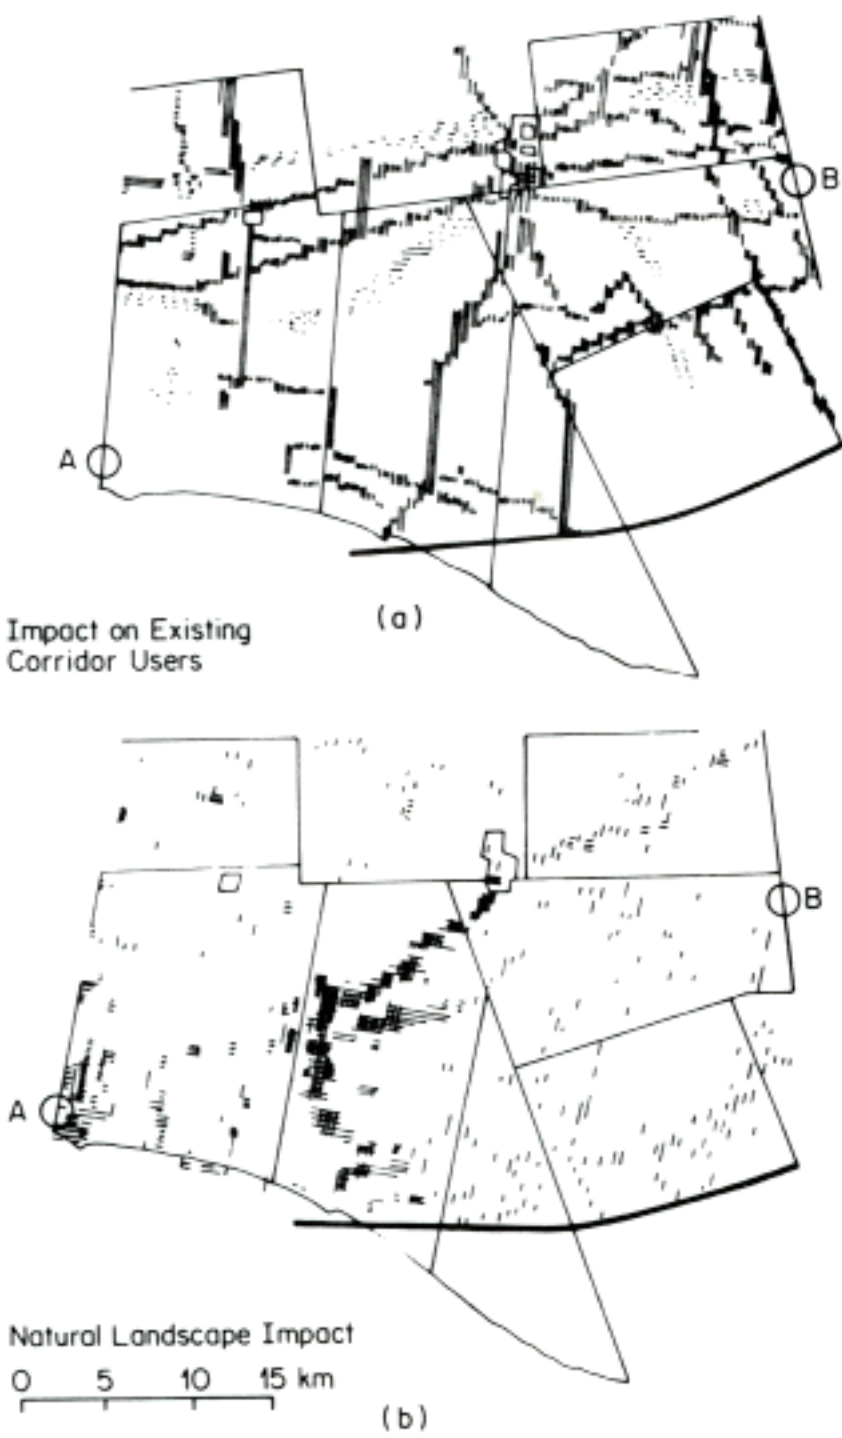 B
A
(a)
Impact on Existing
Corridor Users
B
A
Natural Landscape Impact
0 5 10 15 km
(b)